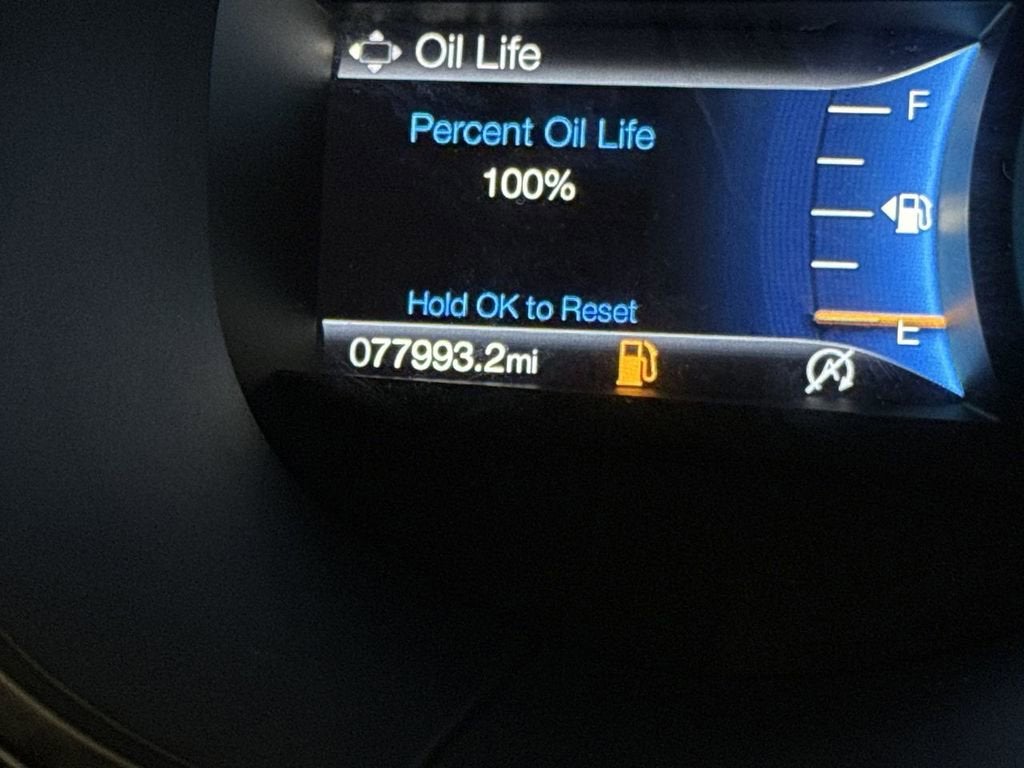 Oil Life
Percent Oil Life
100%
Hold OK to Reset
077993.2mi
F
E
A